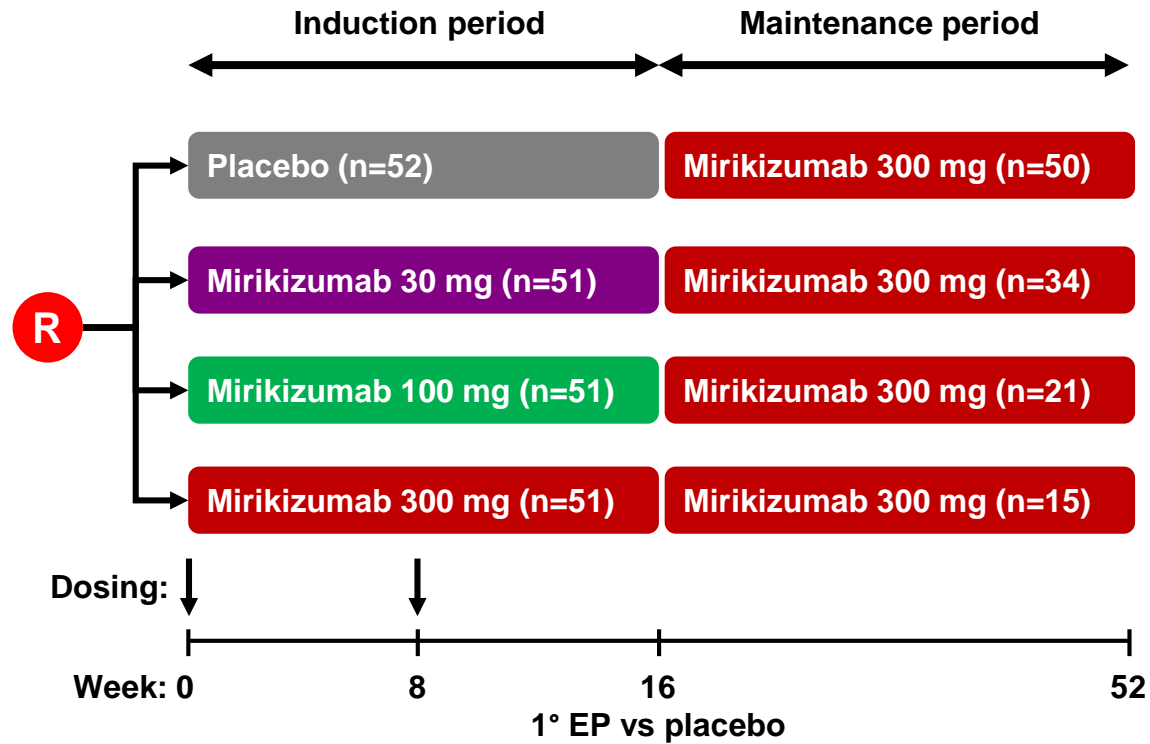 Induction period
Maintenance period
Placebo (n=52)
Mirikizumab 300 mg (n=50)
Mirikizumab 30 mg (n=51)
Mirikizumab 300 mg (n=34)
R
Mirikizumab 100 mg (n=51)
Mirikizumab 300 mg (n=21)
Mirikizumab 300 mg (n=51)
Mirikizumab 300 mg (n=15)
Dosing:
Week: 0 8 16 52
1° EP vs placebo